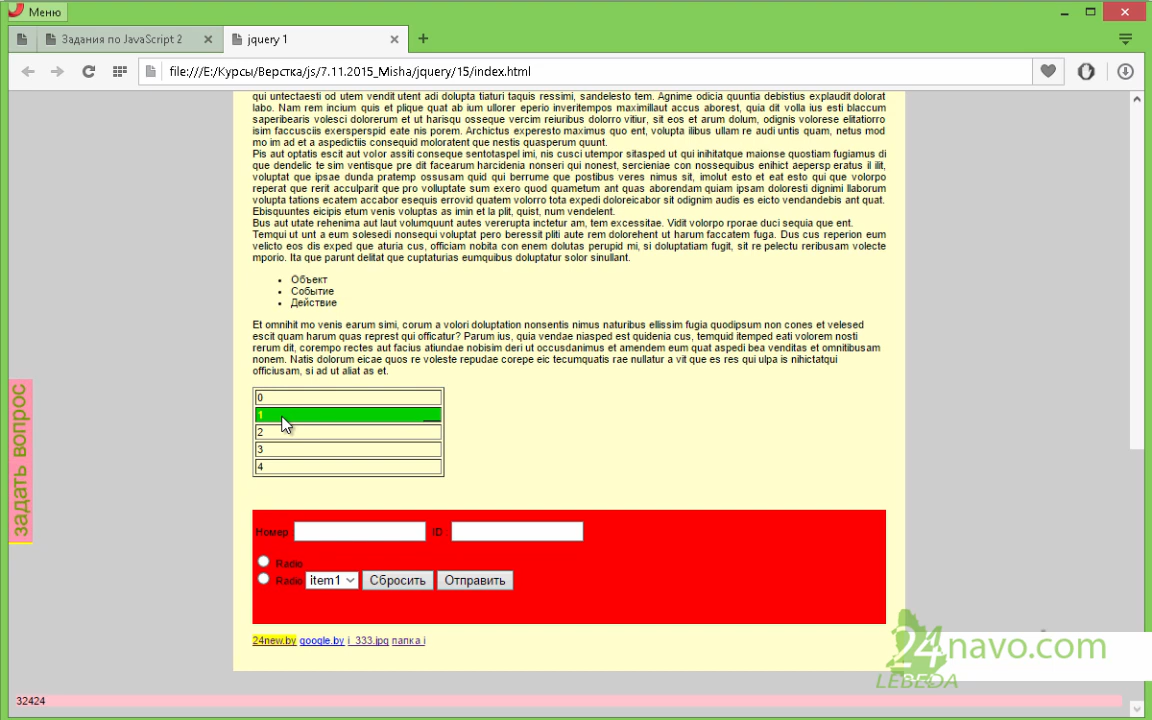 Меню
Задания по JavaScript 2
jquery 1
file:///E:/Курсы/Верстка/js/7.11.2015_Misha/jquery/15/index.html
qui untectaesti od utem vendit utent adi dolupta tiaturi taquis ressimi, sandelesto tem. Agnime odicia quuntia debistius explaudit dolorat
labo. Nam rem incium quis et plique quat ab ium ullorer eperio inveritempos maximillaut accus aborest, quia dit volla ius esti blaccum
saperibearis volesci dolorerum et ut harisqu osseque vercim reiuribus dolorro vitiur, sit eos et arum dolum, odignis volorese elitatiorro
isim faccusciis exersperspid eate nis porem. Archictus experesto maximus quo ent, volupta ilibus ullam re audi untis quam, netus mod
mo im ad et a aspedictiis consequid moloratent que nestis quasperum quunt.
Pis aut optatis escit aut volor assiti conseque sentotaspel imi, nis cusci utempor sitasped ut qui inihitatque maionse quostiam fugiamus di
que dendelic te sim ventisque pre dit facearum harcidenia nonseri qui nonest, sercieniae con nossequibus enihict aepersp eratus il ilit,
voluptat que ipsae dunda pratemp ossusam quid qui berrume que postibus veres nimus sit, imolut esto et eat esto qui que volorpo
reperat que rerit acculparit que pro volluptate sum exero quod quametum ant quas aborendam quiam ipsam doloresti dignimi llaborum
volupta tations ecatem accabor esequis errovid quatem volorro tota expedi doloreicabor sit odignim audis es eicto vendandebis ant quat.
Ebisquuntes eicipis etum venis voluptas as imin et la plit, quist, num vendelent.
Bus aut utate rehenima aut laut volumquunt autes vererupta inctetur am, tem excessitae. Vidit volorpo rporae duci sequia que ent.
Temqui ut unt a eum solesedi nonsequi voluptat pero beressit pliti aute rem dolorehent ut harum faccatem fuga. Dus cus reperion eum
velicto eos dis exped que aturia cus, officiam nobita con enem dolutas perupid mi, si doluptatiam fugit, sit re pelectu reribusam volecte
mporio. Ita que parunt delitat que cuptaturias eumquibus doluptatur solor sinullant.
Объект
Событие
Действие
Et omnihit mo venis earum simi, corum a volori doluptation nonsentis nimus naturibus ellissim fugia quodipsum non cones et velesed
escit quam harum quas represt qui officatur? Parum ius, quia vendae niasped est quidenia cus, temquid itemped eati volorem nosti
rerum dit, corempo rectes aut facius atiundae nobisim deri ut occusdanimus et amendem eum quat aspedi bea venditas et omnitibusam
nonem. Natis dolorum eicae quos re voleste repudae corepe eic tecumquatis rae nullatur a vit que es res qui ulpa is nihictatqui
officiusam, si ad ut aliat as et.
0
1
2
3
4
задать вопрос
Номер ID
Radio
Radio item1 Сбросить Отправить
24new.by google.by i_333.jpg папка i
24navo.com
LEBEDA
32424